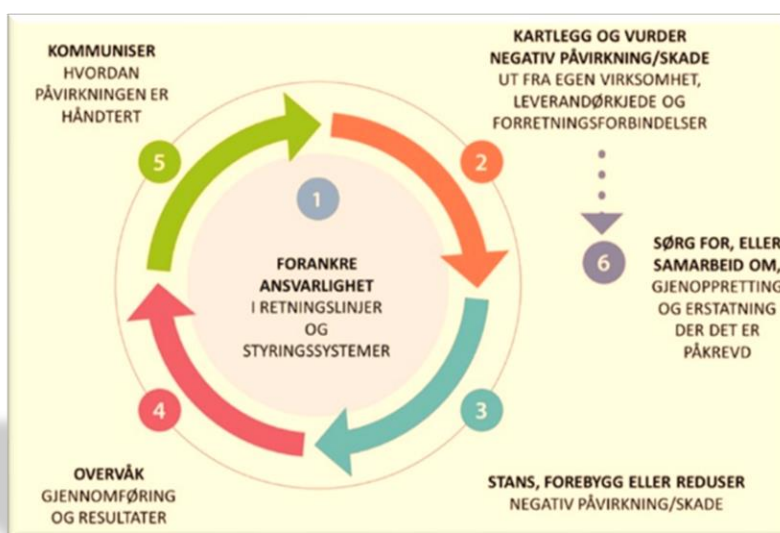 KOMMUNISER
HVORDAN
PÅVIRKNINGEN ER
HÅNDTERT
KARTLEGG OG VURDER
NEGATIV PÅVIRKNING/SKADE
UT FRA EGEN VIRKSOMHET,
LEVERANDØRKJEDE OG
FORRETNINGSFORBINDELSER
5
2
1
FORANKRE
ANSVARLIGHET
I RETNINGSLINJER
OG
STYRINGSSYSTEMER
6
SØRG FOR, ELLER
SAMARBEID OM,
GJENOPPRETTING
OG ERSTATNING
DER DET ER
PÅKREVD
4
3
OVERVÅK
GJENNOMFØRING
OG RESULTATER
STANS, FOREBYGG ELLER REDUSER
NEGATIV PÅVIRKNING/SKADE